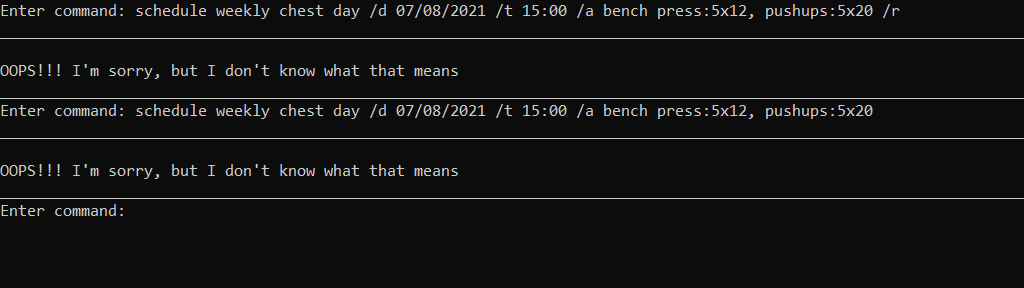 Enter command: schedule weekly chest day /d 07/08/2021 /t 15:00 /a bench press:5x12, pushups:5x20 /r
OOPS!!! I'm sorry, but I don't know what that means
Enter command: schedule weekly chest day /d 07/08/2021 /t 15:00 /a bench press:5x12, pushups:5x20
OOPS!!! I'm sorry, but I don't know what that means
Enter command: